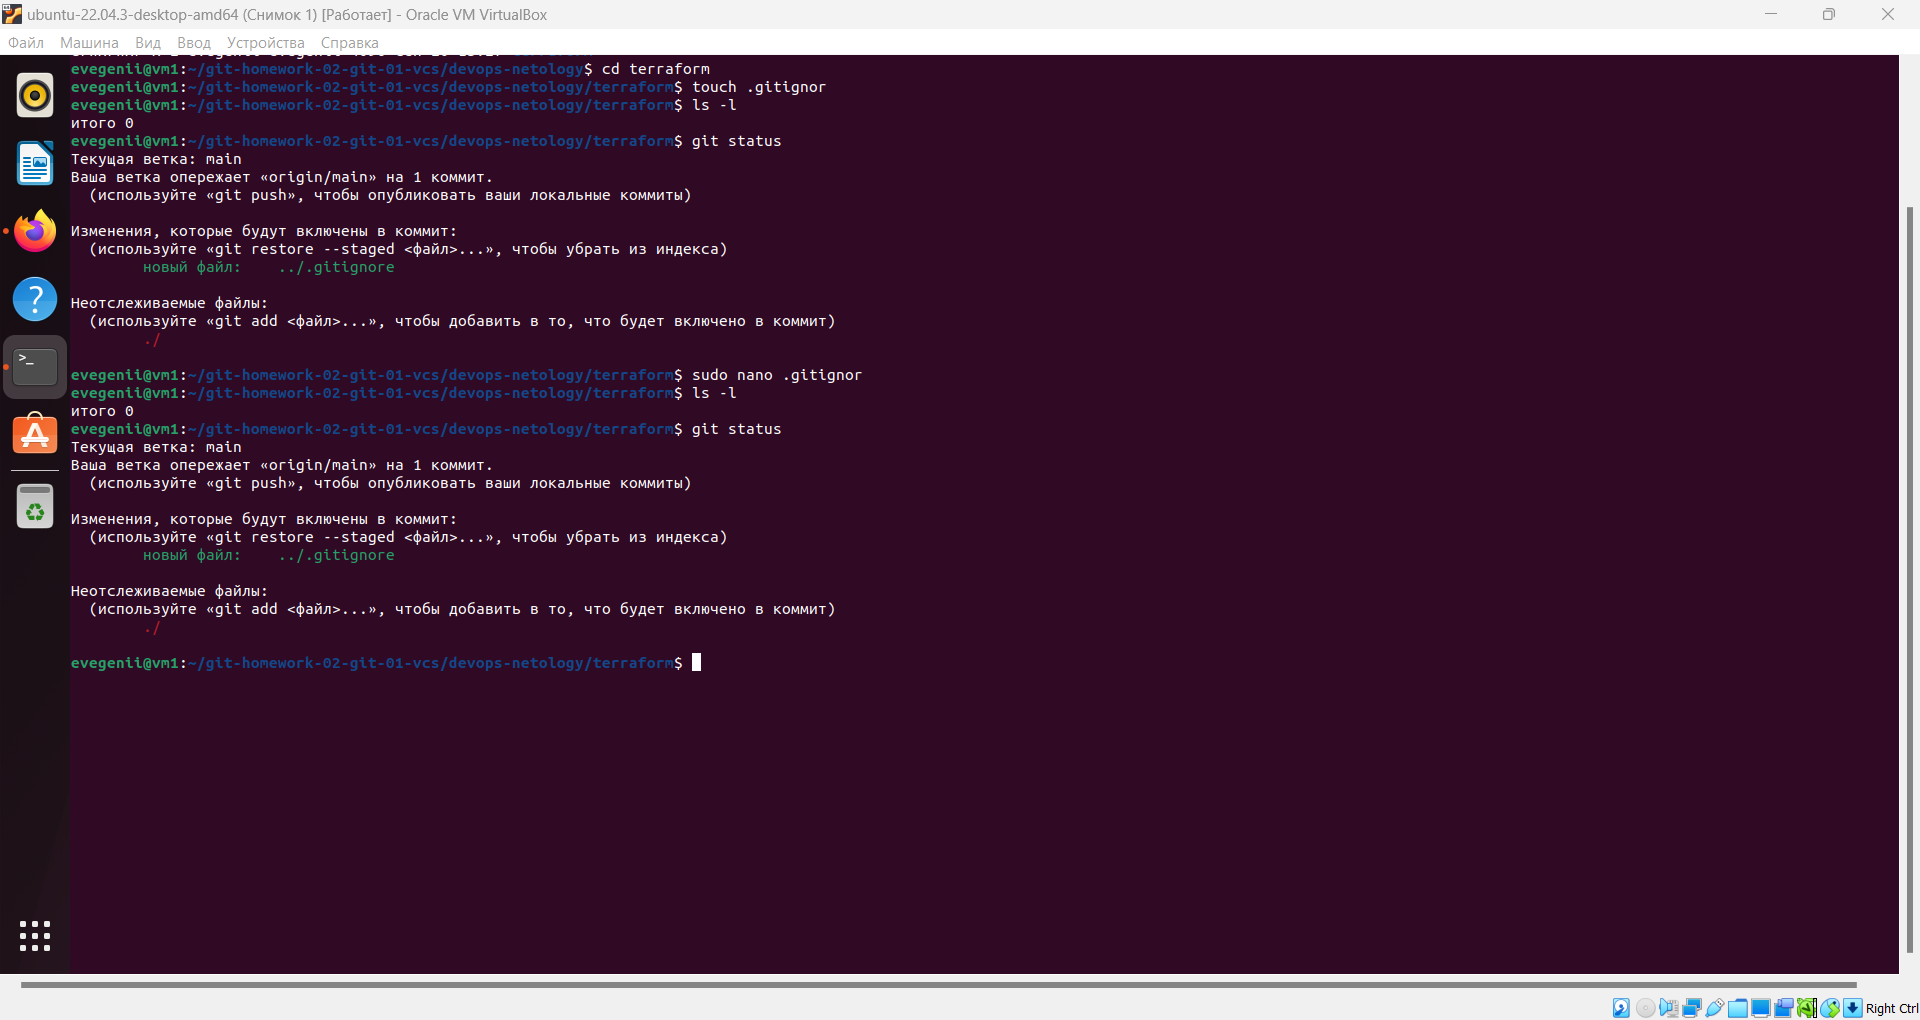 ubuntu-22.04.3-desktop-amd64 (Снимок 1) [Работает] - Oracle VM VirtualBox
Файл Машина Вид Ввод Устройства Справка
evegenii@vm1:~/git-homework-02-git-01-vcs/devops-netology$ cd terraform
evegenii@vm1:~/git-homework-02-git-01-vcs/devops-netology/terraform$ touch .gitignor
evegenii@vm1:~/git-homework-02-git-01-vcs/devops-netology/terraform$ ls -l
итого 0
evegenii@vm1:~/git-homework-02-git-01-vcs/devops-netology/terraform$ git status
Текущая ветка: main
Ваша ветка опережает «origin/main» на 1 коммит.
(используйте «git push», чтобы опубликовать ваши локальные коммиты)
Изменения, которые будут включены в коммит:
(используйте «git restore --staged <файл>...», чтобы убрать из индекса)
новый файл: ../.gitignore
Неотслеживаемые файлы:
(используйте «git add <файл>...», чтобы добавить в то, что будет включено в коммит)
./
evegenii@vm1:~/git-homework-02-git-01-vcs/devops-netology/terraform$ sudo nano .gitignor
evegenii@vm1:~/git-homework-02-git-01-vcs/devops-netology/terraform$ ls -l
итого 0
evegenii@vm1:~/git-homework-02-git-01-vcs/devops-netology/terraform$ git status
Текущая ветка: main
Ваша ветка опережает «origin/main» на 1 коммит.
(используйте «git push», чтобы опубликовать ваши локальные коммиты)
Изменения, которые будут включены в коммит:
(используйте «git restore --staged <файл>...», чтобы убрать из индекса)
новый файл: ../.gitignore
Неотслеживаемые файлы:
(используйте «git add <файл>...», чтобы добавить в то, что будет включено в коммит)
./
evegenii@vm1:~/git-homework-02-git-01-vcs/devops-netology/terraform$
Right Ctrl